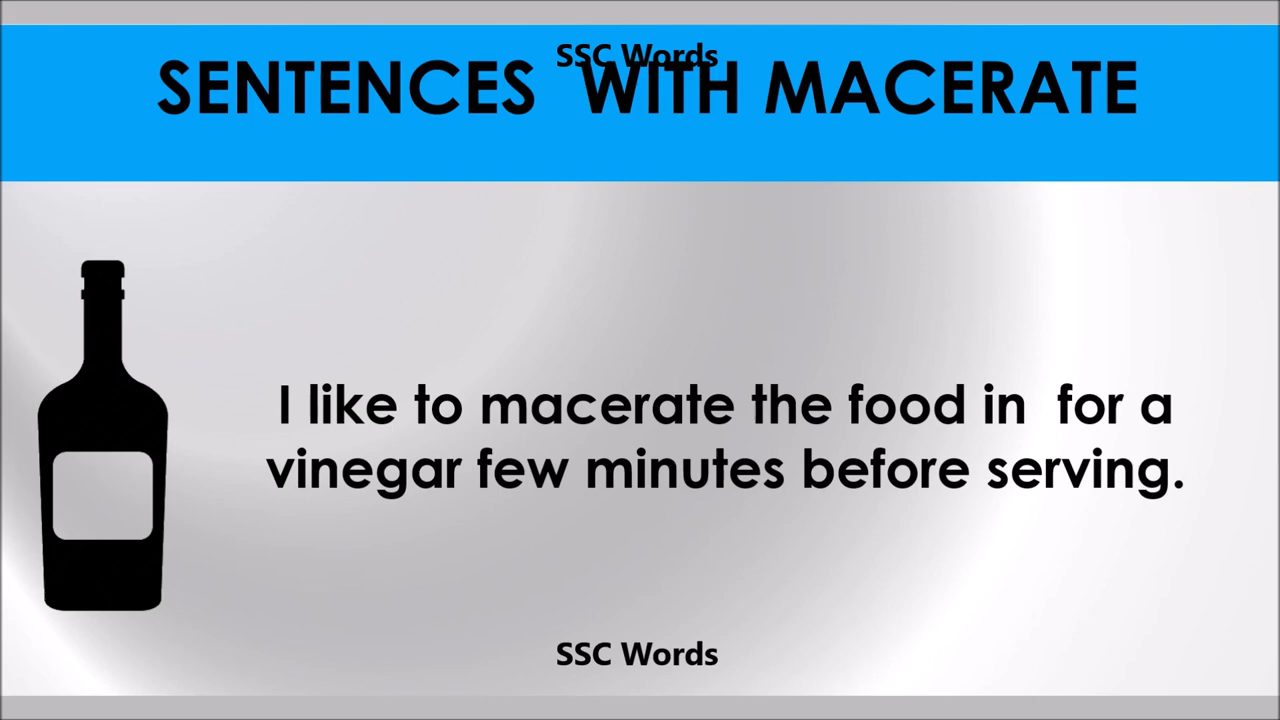 SSC Words
SENTENCES WITH MACERATE
I like to macerate the food in for a
vinegar few minutes before serving.
SSC Words